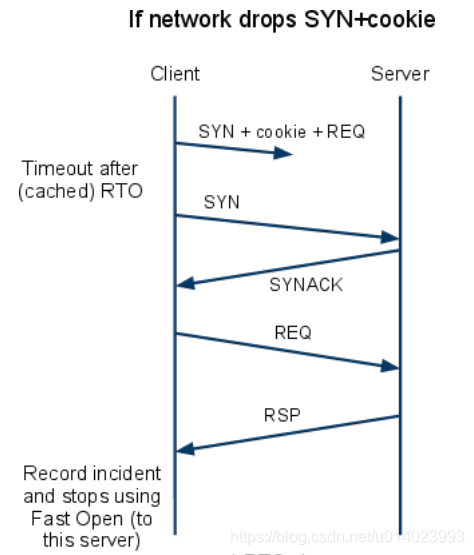 If network drops SYN+cookie
Client
Server
SYN + cookie + REQ
Timeout after
(cached) RTO
SYN
SYNACK
REQ
RSP
Record incident
and stops using
Fast Open (to
this server)
https://blog.csdn.net/u014023993